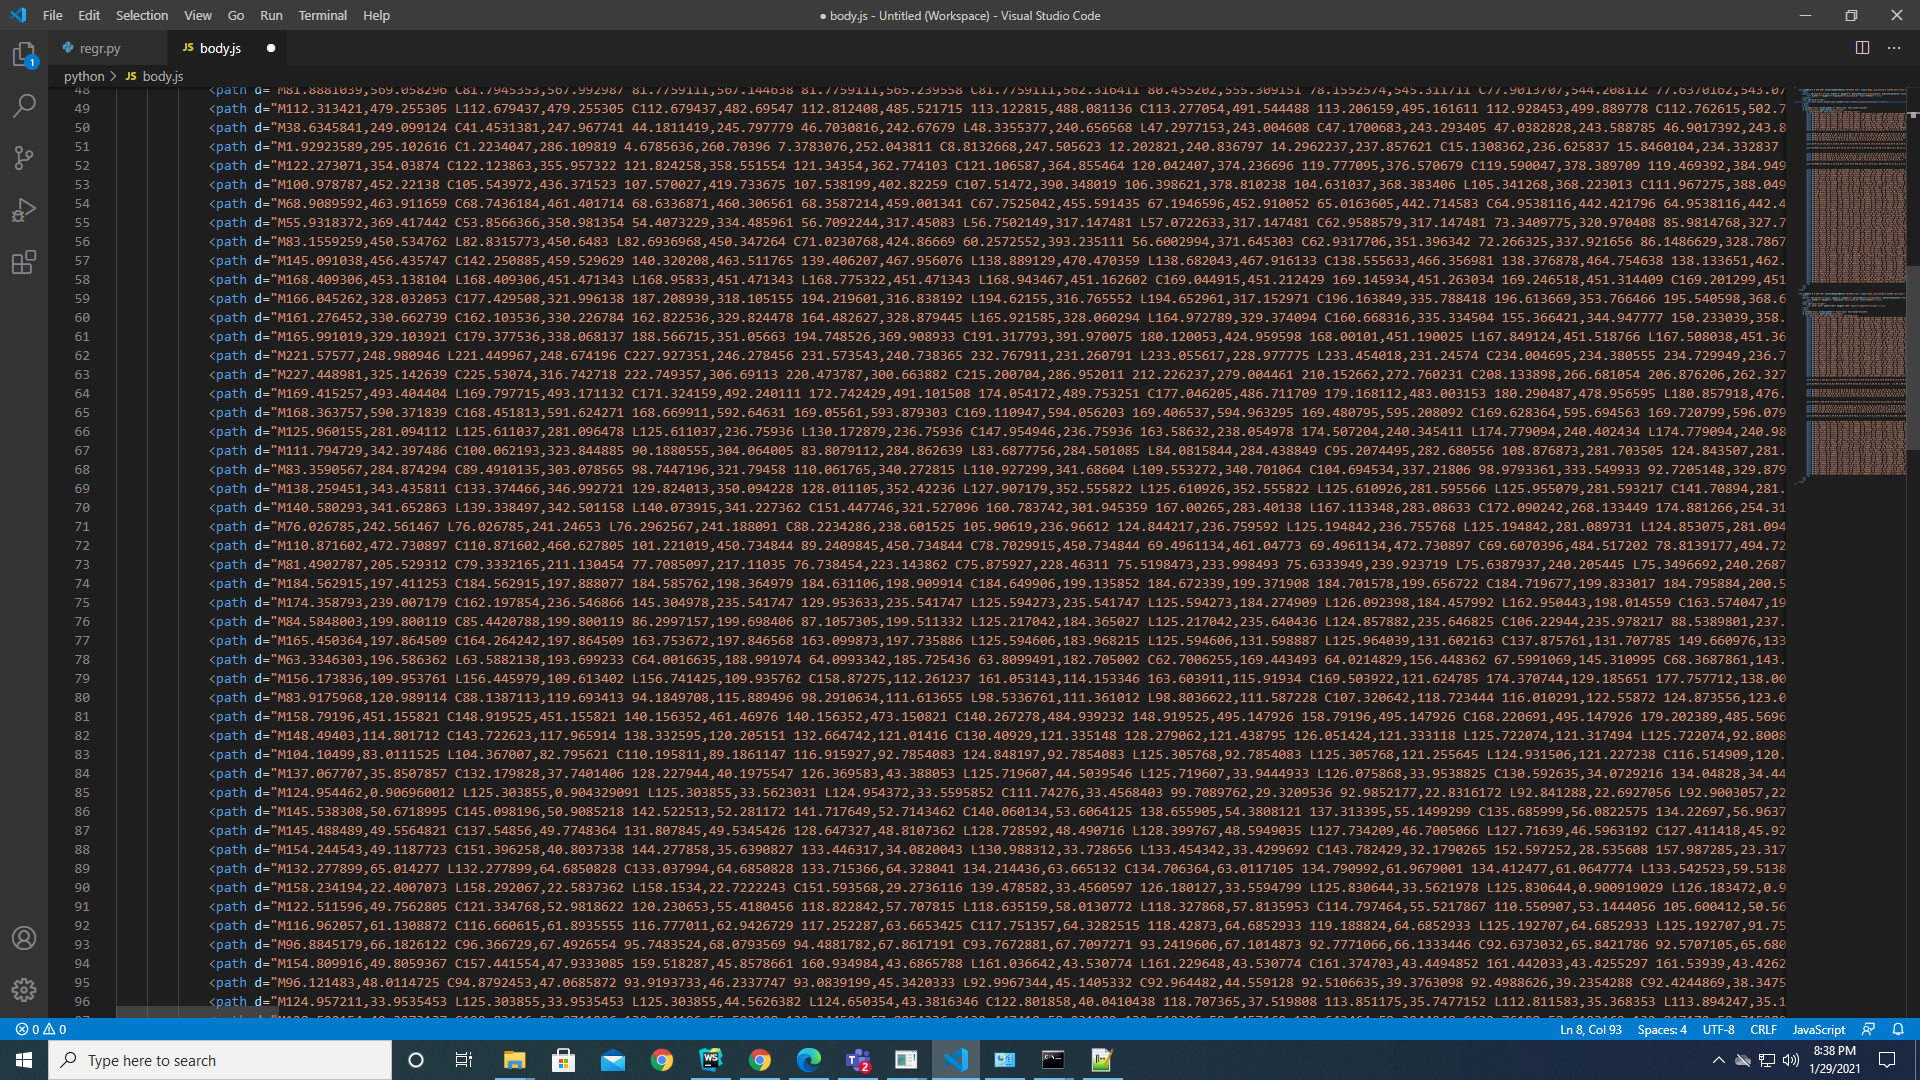 File Edit Selection View Go Run Terminal Help
● body.js - Untitled (Workspace) - Visual Studio Code
1
regr.py
JS body.js ●
python > JS body.js
49 <path d="M112.313421,479.255305 L112.679437,479.255305 C112.679437,482.69547 112.812408,485.521715 113.122815,488.081136 C113.277054,491.544488 113.206159,495.161611 112.928453,499.889778 C112.762615,502.7
50 <path d="M38.6345841,249.099124 C41.4531381,247.967741 44.1811419,245.797779 46.7030816,242.67679 L48.3355377,240.656568 L47.2977153,243.004608 C47.1700683,243.293405 47.0382828,243.588785 46.9017392,243.8
51 <path d="M1.92923589,295.102616 C1.2234047,286.109819 4.6785636,260.70396 7.3783076,252.043811 C8.8132668,247.505623 12.202821,240.836797 14.2962237,237.857621 C15.1308362,236.625837 15.8460104,234.332837
52 <path d="M122.273071,354.03874 C122.123863,355.957322 121.824258,358.551554 121.34354,362.774103 C121.106587,364.855464 120.042407,374.236696 119.777095,376.570679 C119.590047,378.389709 119.469392,384.949
53 <path d="M100.978787,452.22138 C105.543972,436.371523 107.570027,419.733675 107.538199,402.82259 C107.51472,390.348019 106.398621,378.810238 104.631037,368.383406 L105.341268,368.223013 C111.967275,388.049
54 <path d="M68.9089592,463.911659 C68.7436184,461.401714 68.6336871,460.306561 68.3587214,459.001341 C67.7525042,455.591435 67.1946596,452.910052 65.0163605,442.714583 C64.9538116,442.421796 64.9538116,442.4
55 <path d="M55.9318372,369.417442 C53.8566366,350.981354 54.4073229,334.485961 56.7092244,317.45083 L56.7502149,317.147481 L57.0722633,317.147481 C62.9588579,317.147481 73.3409775,320.970408 85.9814768,327.7
56 <path d="M83.1559259,450.534762 L82.8315773,450.6483 L82.6936968,450.347264 C71.0230768,424.86669 60.2572552,393.235111 56.6002994,371.645303 C62.9317706,351.396342 72.266325,337.921656 86.1486629,328.7867
57 <path d="M145.091038,456.435747 C142.250885,459.529629 140.320208,463.511765 139.406207,467.956076 L138.889129,470.470359 L138.682043,467.916133 C138.555633,466.356981 138.376878,464.754638 138.133651,462.
58 <path d="M168.409306,453.138104 L168.409306,451.471343 L168.95833,451.471343 L168.775322,451.471343 L168.943467,451.162602 C169.044915,451.212429 169.145934,451.263034 169.246518,451.314409 C169.201299,451
59 <path d="M166.045262,328.032053 C177.429508,321.996138 187.208939,318.105155 194.219601,316.838192 L194.62155,316.765552 L194.652961,317.152971 C196.163849,335.788418 196.613669,353.766466 195.540598,368.6
60 <path d="M161.276452,330.662739 C162.103536,330.226784 162.822536,329.824478 164.482627,328.879445 L165.921585,328.060294 L164.972789,329.374094 C160.668316,335.334504 155.366421,344.947777 150.233039,358.
61 <path d="M165.991019,329.103921 C179.377536,338.068137 188.566715,351.05663 194.748526,369.908933 C191.317793,391.970075 180.120053,424.959598 168.00101,451.190025 L167.849124,451.518766 L167.508038,451.36
62 <path d="M221.57577,248.980946 L221.449967,248.674196 C227.927351,246.278456 231.573543,240.738365 232.767911,231.260791 L233.055617,228.977775 L233.454018,231.24574 C234.004695,234.380555 234.729949,236.7
63 <path d="M227.448981,325.142639 C225.53074,316.742718 222.749357,306.69113 220.473787,300.663882 C215.200704,286.952011 212.226237,279.004461 210.152662,272.760231 C208.133898,266.681054 206.876206,262.327
64 <path d="M169.415257,493.404404 L169.797715,493.171132 C171.324159,492.240111 172.742429,491.101508 174.054172,489.753251 C177.046205,486.711709 179.168112,483.003153 180.290487,478.956595 L180.857918,476.
65 <path d="M168.363757,590.371839 C168.451813,591.624271 168.669911,592.64631 169.05561,593.879303 C169.110947,594.056203 169.406537,594.963295 169.480795,595.208092 C169.628364,595.694563 169.720799,596.079
66 <path d="M125.960155,281.094112 L125.611037,281.096478 L125.611037,236.75936 L130.172879,236.75936 C147.954946,236.75936 163.58632,238.054978 174.507204,240.345411 L174.779094,240.402434 L174.779094,240.98
67 <path d="M111.794729,342.397486 C100.062193,323.844885 90.1880555,304.064005 83.8079112,284.862639 L83.6877756,284.501085 L84.0815844,284.438849 C95.2074495,282.680556 108.876873,281.703505 124.843507,281.
68 <path d="M83.3590567,284.874294 C89.4910135,303.078565 98.7447196,321.79458 110.061765,340.272815 L110.927299,341.68604 L109.553272,340.701064 C104.694534,337.21806 98.9793361,333.549933 92.7205148,329.879
69 <path d="M138.259451,343.435811 C133.374466,346.992721 129.824013,350.094228 128.011105,352.42236 L127.907179,352.555822 L125.610926,352.555822 L125.610926,281.595566 L125.955079,281.593217 C141.70894,281.
70 <path d="M140.580293,341.652863 L139.338497,342.501158 L140.073915,341.227362 C151.447746,321.527096 160.783742,301.945359 167.00265,283.40138 L167.113348,283.08633 C172.090242,268.133449 174.881266,254.31
71 <path d="M76.026785,242.561467 L76.026785,241.24653 L76.2962567,241.188091 C88.2234286,238.601525 105.90619,236.96612 124.844217,236.759592 L125.194842,236.755768 L125.194842,281.089731 L124.853075,281.094
72 <path d="M110.871602,472.730897 C110.871602,460.627805 101.221019,450.734844 89.2409845,450.734844 C78.7029915,450.734844 69.4961134,461.04773 69.4961134,472.730897 C69.6070396,484.517202 78.8139177,494.72
73 <path d="M81.4902787,205.529312 C79.3332165,211.130454 77.7085097,217.11035 76.738454,223.143862 C75.875927,228.46311 75.5198473,233.998493 75.6333949,239.923719 L75.6387937,240.205445 L75.3496692,240.2687
74 <path d="M184.562915,197.411253 C184.562915,197.888077 184.585762,198.364979 184.631106,198.909914 C184.649906,199.135852 184.672339,199.371908 184.701578,199.656722 C184.719677,199.833017 184.795884,200.5
75 <path d="M174.358793,239.007179 C162.197854,236.546866 145.304978,235.541747 129.953633,235.541747 L125.594273,235.541747 L125.594273,184.274909 L126.092398,184.457992 L162.950443,198.014559 C163.574047,19
76 <path d="M84.5848003,199.800119 C85.4420788,199.800119 86.2997157,199.698406 87.1057305,199.511332 L125.217042,184.365027 L125.217042,235.640436 L124.857882,235.646825 C106.22944,235.978217 88.5389801,237.
77 <path d="M165.450364,197.864509 C164.264242,197.864509 163.753672,197.846568 163.099873,197.735886 L125.594606,183.968215 L125.594606,131.598887 L125.964039,131.602163 C137.875761,131.707785 149.660976,133
78 <path d="M63.3346303,196.586362 L63.5882138,193.699233 C64.0016635,188.991974 64.0993342,185.725436 63.8099491,182.705002 C62.7006255,169.443493 64.0214829,156.448362 67.5991069,145.310995 C68.3687861,143.
79 <path d="M156.173836,109.953761 L156.445979,109.613402 L156.741425,109.935762 C158.87275,112.261237 161.053143,114.153346 163.603911,115.91934 C169.503922,121.624785 174.370744,129.185651 177.757712,138.00
80 <path d="M83.9175968,120.989114 C88.1387113,119.693413 94.1849708,115.889496 98.2910634,111.613655 L98.5336761,111.361012 L98.8036622,111.587228 C107.320642,118.723444 116.010291,122.55872 124.873556,123.0
81 <path d="M158.79196,451.155821 C148.919525,451.155821 140.156352,461.46976 140.156352,473.150821 C140.267278,484.939232 148.919525,495.147926 158.79196,495.147926 C168.220691,495.147926 179.202389,485.5696
82 <path d="M148.49403,114.801712 C143.722623,117.965914 138.332595,120.205151 132.664742,121.01416 C130.40929,121.335148 128.279062,121.438795 126.051424,121.333118 L125.722074,121.317494 L125.722074,92.8008
83 <path d="M104.10499,83.0111525 L104.367007,82.795621 C110.195811,89.1861147 116.915927,92.7854083 124.848197,92.7854083 L125.305768,92.7854083 L125.305768,121.255645 L124.931506,121.227238 C116.514909,120.
84 <path d="M137.067707,35.8507857 C132.179828,37.7401406 128.227944,40.1975547 126.369583,43.388053 L125.719607,44.5039546 L125.719607,33.9444933 L126.075868,33.9538825 C130.592635,34.0729216 134.04828,34.44
85 <path d="M124.954462,0.906960012 L125.303855,0.904329091 L125.303855,33.5623031 L124.954372,33.5595852 C111.74276,33.4568403 99.7089762,29.3209536 92.9852177,22.8316172 L92.841288,22.6927056 L92.9003057,22
86 <path d="M145.538308,50.6718995 C145.098196,50.9085218 142.522513,52.281172 141.717649,52.7143462 C140.060134,53.6064125 138.655905,54.3808121 137.313395,55.1499299 C135.685999,56.0822575 134.22697,56.9637
87 <path d="M145.488489,49.5564821 C137.54856,49.7748364 131.807845,49.5345426 128.647327,48.8107362 L128.728592,48.490716 L128.399767,48.5949035 L127.734209,46.7005066 L127.71639,46.5963192 C127.411418,45.92
88 <path d="M154.244543,49.1187723 C151.396258,40.8037338 144.277858,35.6390827 133.446317,34.0820043 L130.988312,33.728656 L133.454342,33.4299692 C143.782429,32.1790265 152.597252,28.535608 157.987285,23.317
89 <path d="M132.277899,65.014277 L132.277899,64.6850828 C133.037994,64.6850828 133.715366,64.328041 134.214436,63.665132 C134.706364,63.0117105 134.790992,61.9679001 134.412477,61.0647774 L133.542523,59.5138
90 <path d="M158.234194,22.4007073 L158.292067,22.5837362 L158.1534,22.7222243 C151.593568,29.2736116 139.478582,33.4560597 126.180127,33.5594799 L125.830644,33.5621978 L125.830644,0.900919029 L126.183472,0.9
91 <path d="M122.511596,49.7562805 C121.334768,52.9818622 120.230653,55.4180456 118.822842,57.707815 L118.635159,58.0130772 L118.327868,57.8135953 C114.797464,55.5217867 110.550907,53.1444056 105.600412,50.56
92 <path d="M116.962057,61.1308872 C116.660615,61.8935555 116.777011,62.9426729 117.252287,63.6653425 C117.751357,64.3282515 118.42873,64.6852933 119.188824,64.6852933 L125.192707,64.6852933 L125.192707,91.75
93 <path d="M96.8845179,66.1826122 C96.366729,67.4926554 95.7483524,68.0793569 94.4881782,67.8617191 C93.7672881,67.7097271 93.2419606,67.1014873 92.7771066,66.1333446 C92.6373032,65.8421786 92.5707105,65.680
94 <path d="M154.809916,49.8059367 C157.441554,47.9333085 159.518287,45.8578661 160.934984,43.6865788 L161.036642,43.530774 L161.229648,43.530774 C161.374703,43.4494852 161.442033,43.4255297 161.53939,43.4262
95 <path d="M96.121483,48.0114725 C94.8792453,47.0685872 93.9193733,46.2337747 93.0839199,45.3420333 L92.9967344,45.1405332 C92.964482,44.559128 92.5106635,39.3763098 92.4988626,39.2354288 C92.4244869,38.3475
96 <path d="M124.957211,33.9535453 L125.303855,33.9535453 L125.303855,44.5626382 L124.650354,43.3816346 C122.801858,40.0410438 118.707365,37.519808 113.851175,35.7477152 L112.811583,35.368353 L113.894247,35.1
0 0
Ln 8, Col 93 Spaces: 4 UTF-8 CRLF JavaScript
Type here to search
WS
2
8:38 PM
1/29/2021